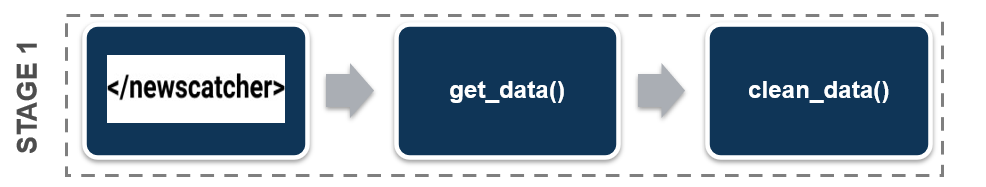 STAGE 1
</newscatcher>
get_data()
clean_data()